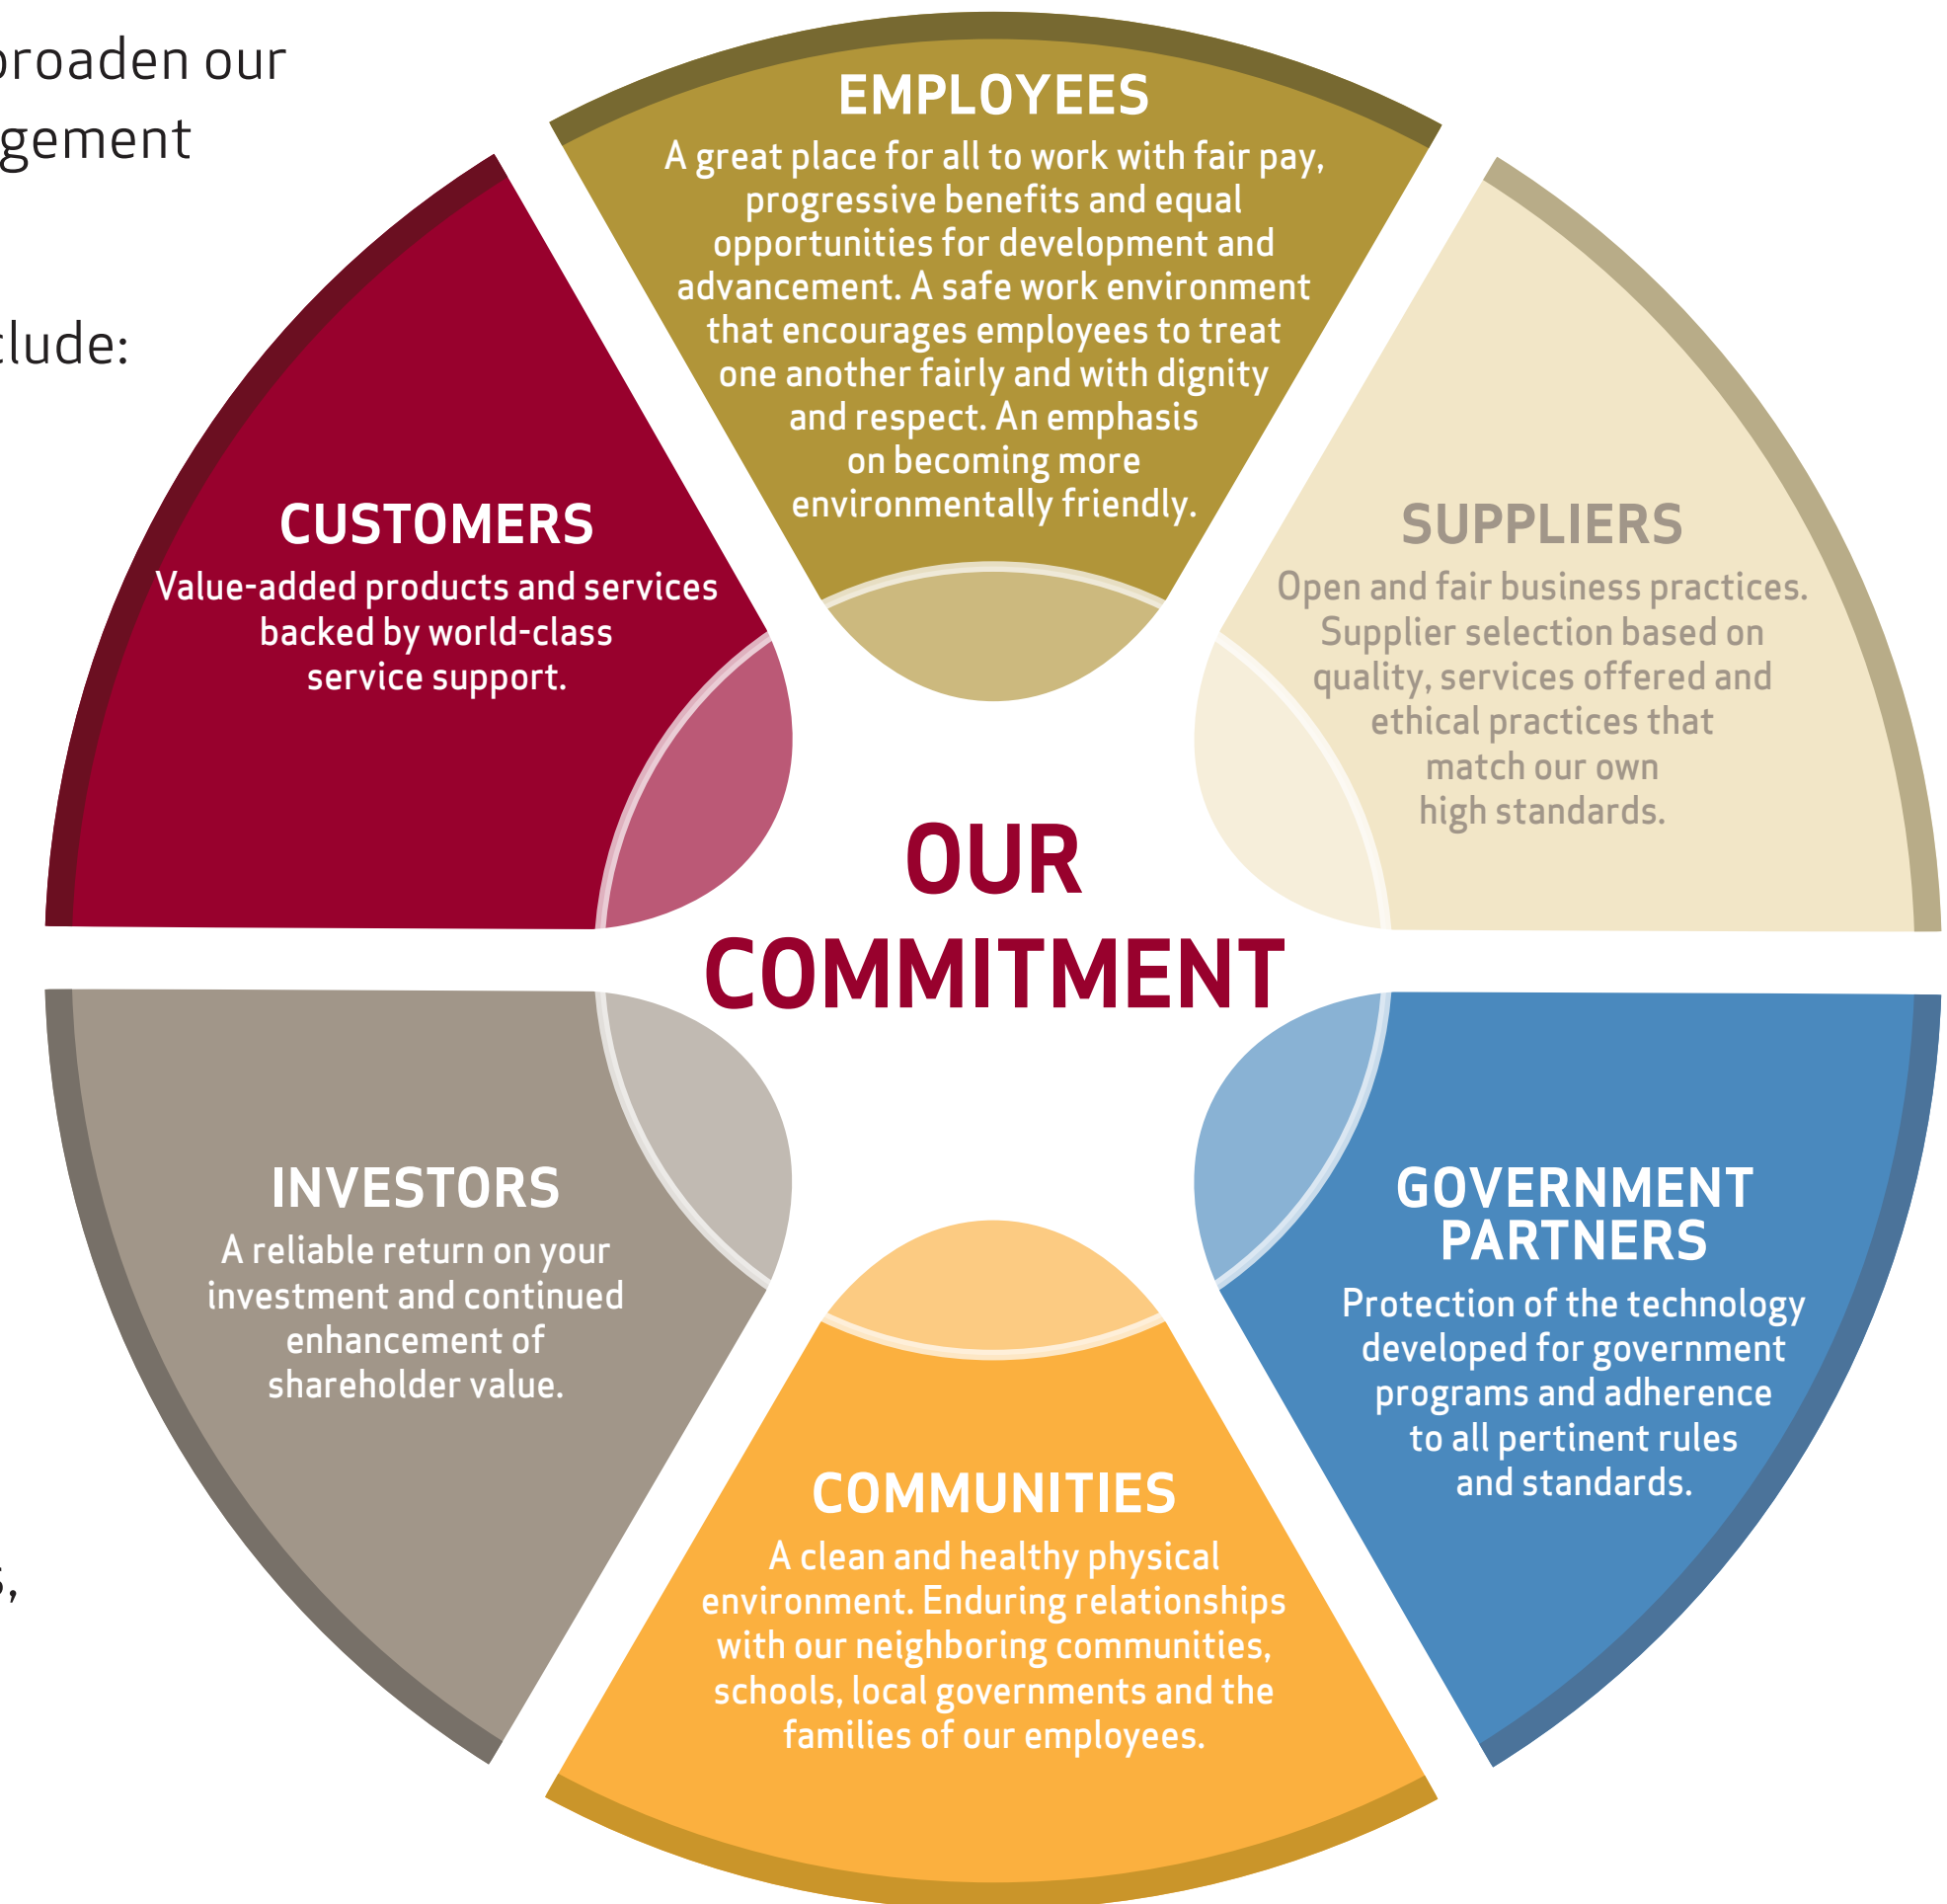 broaden our
gement
clude:
s,
EMPLOYEES
A great place for all to work with fair pay,
progressive benefits and equal
opportunities for development and
advancement. A safe work environment
that encourages employees to treat
one another fairly and with dignity
and respect. An emphasis
on becoming more
environmentally friendly.
CUSTOMERS
Value-added products and services
backed by world-class
service support.
SUPPLIERS
Open and fair business practices.
Supplier selection based on
quality, services offered and
ethical practices that
match our own
high standards.
OUR
COMMITMENT
INVESTORS
A reliable return on your
investment and continued
enhancement of
shareholder value.
GOVERNMENT
PARTNERS
Protection of the technology
developed for government
programs and adherence
to all pertinent rules
and standards.
COMMUNITIES
A clean and healthy physical
environment. Enduring relationships
with our neighboring communities,
schools, local governments and the
families of our employees.